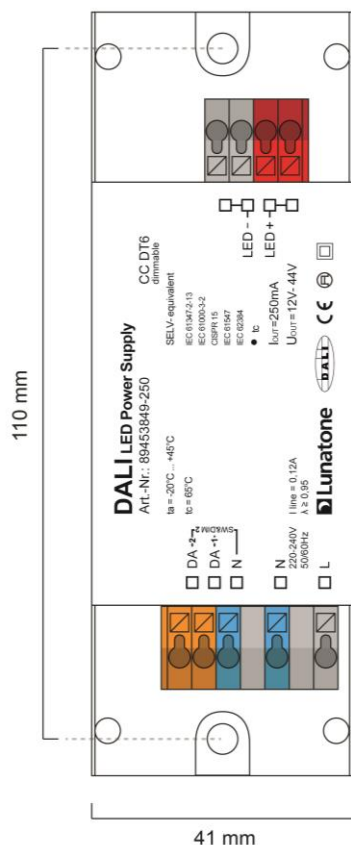 DALI LED Power Supply
Art.-Nr.: 89453849-250
CC DT6
dimmable
ta = -20°C ... +45°C
tc = 65°C
SELV- equivalent
IEC 61347-2-13
IEC 61000-3-2
CISPR 15
IEC 61547
IEC 62384
tc
IOUT=250mA
UOUT=12V- 44V
LED -
LED +
DALI
CE
Lunatone
DA -2-
DA -1-
N
SW&DIM
N
220-240V
50/60Hz
I line = 0,12A
λ ≥ 0,95
L
110 mm
41 mm